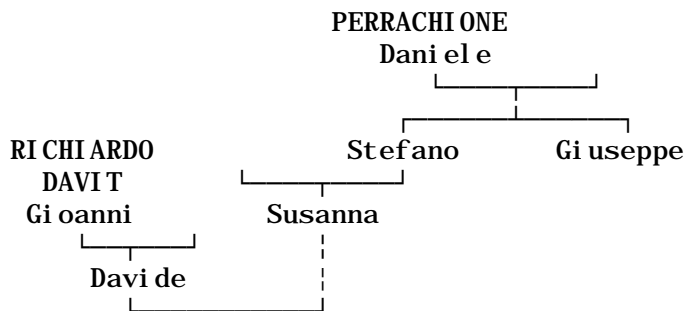 PERRACHIONE
Daniele
RICHIARDO Stefano Giuseppe
DAVIT
Gioanni Susanna
Davide